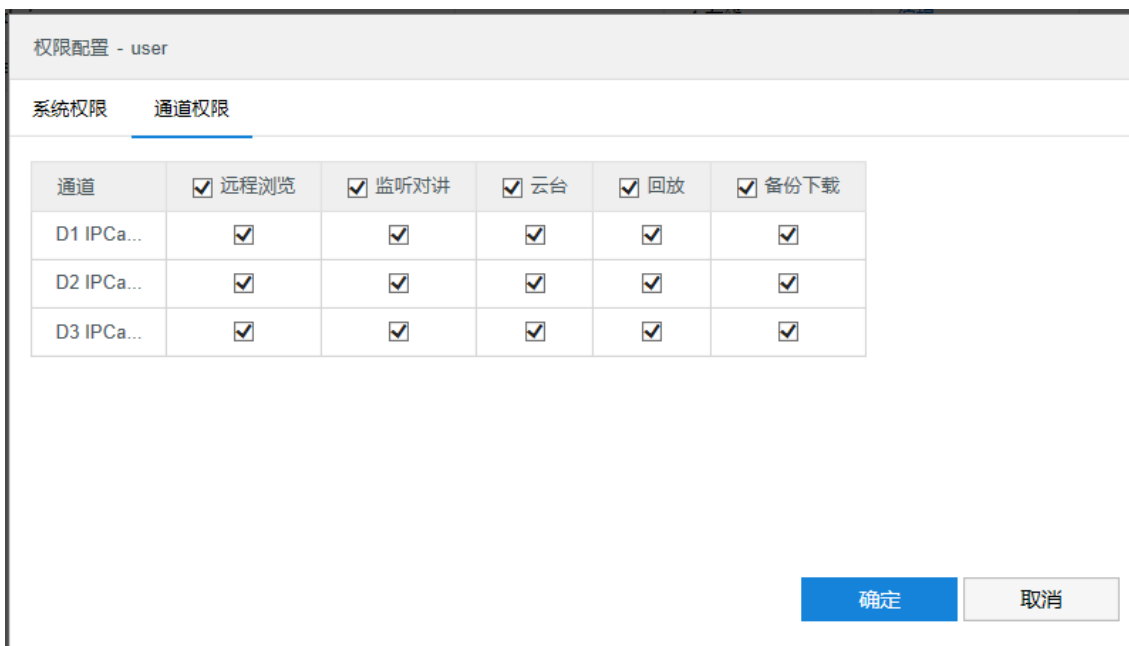 权限配置 - user
系统权限 通道权限
通道 远程浏览 监听对讲 云台 回放 备份下载
D1 IPCa...
D2 IPCa...
D3 IPCa...
确定 取消